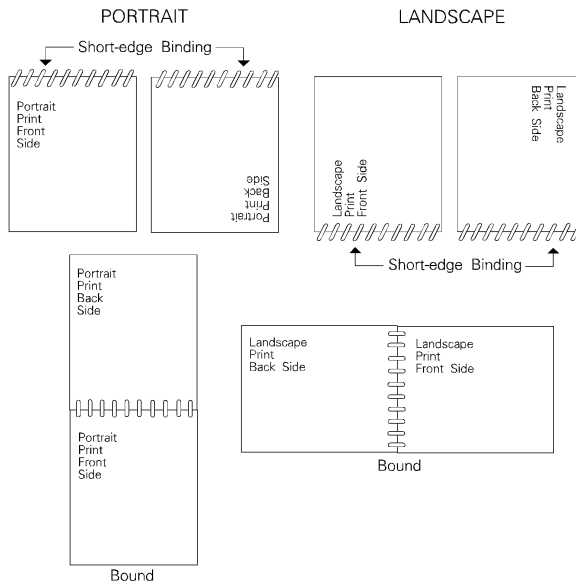 PORTRAIT
LANDSCAPE
Short-edge Binding
Portrait
Print
Front
Side
Portrait
Print
Back
Side
Landscape
Print
Front Side
Landscape
Print
Back Side
Short-edge Binding
Portrait
Print
Back
Side
Portrait
Print
Front
Side
Bound
Landscape
Print
Back Side
Landscape
Print
Front Side
Bound